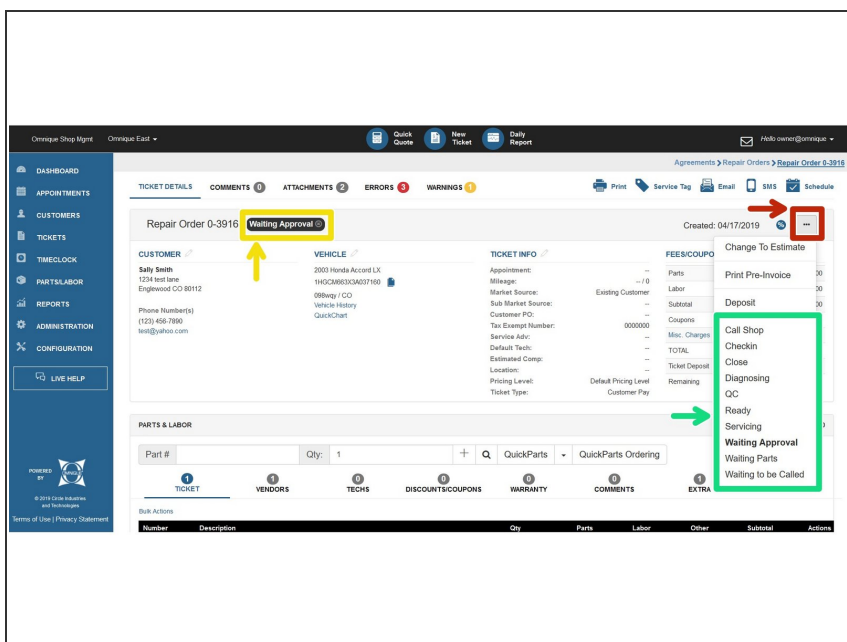 Omnique Shop Mgmt Omnique East
Quick Quote New Ticket Daily Report
Hello owner@omnique
Agreements Repair Orders Repair Order 0-3916
DASHBOARD
APPOINTMENTS
CUSTOMERS
TICKETS
TIMECLOCK
PARTS/LABOR
REPORTS
ADMINISTRATION
CONFIGURATION
LIVE HELP
POWERED BY
OMNIQUE
© 2019 Circle Industries
and Technologies
Terms of Use | Privacy Statement
TICKET DETAILS COMMENTS 0 ATTACHMENTS 2 ERRORS 3 WARNINGS 1 Print Service Tag Email SMS Schedule
Repair Order 0-3916 Waiting Approval Created: 04/17/2019 % ...
CUSTOMER
Sally Smith
1234 test lane
Englewood CO 80112
Phone Number(s)
(123) 456-7890
test@yahoo.com
VEHICLE
2003 Honda Accord LX
1HGCM663X3A037160
098wqy / CO
Vehicle History
QuickChart
TICKET INFO
Appointment: --
Mileage: -- / 0
Market Source: Existing Customer
Sub Market Source: --
Customer PO: --
Tax Exempt Number: 0000000
Service Adv: --
Default Tech: --
Estimated Comp: --
Location: --
Pricing Level: Default Pricing Level
Ticket Type: Customer Pay
FEES/COUPO
Parts 00
Labor 00
Subtotal 00
Coupons
Misc. Charges
TOTAL
Ticket Deposit
Remaining
Change To Estimate
Print Pre-Invoice
Deposit
Call Shop
Checkin
Close
Diagnosing
QC
Ready
Servicing
Waiting Approval
Waiting Parts
Waiting to be Called
PARTS & LABOR
Part # Qty: 1 + QuickParts QuickParts Ordering
1 0 0 0 0 0 1
TICKET VENDORS TECHS DISCOUNTS/COUPONS WARRANTY COMMENTS EXTRA
Bulk Actions
Number Description Qty Parts Labor Other Subtotal Actions